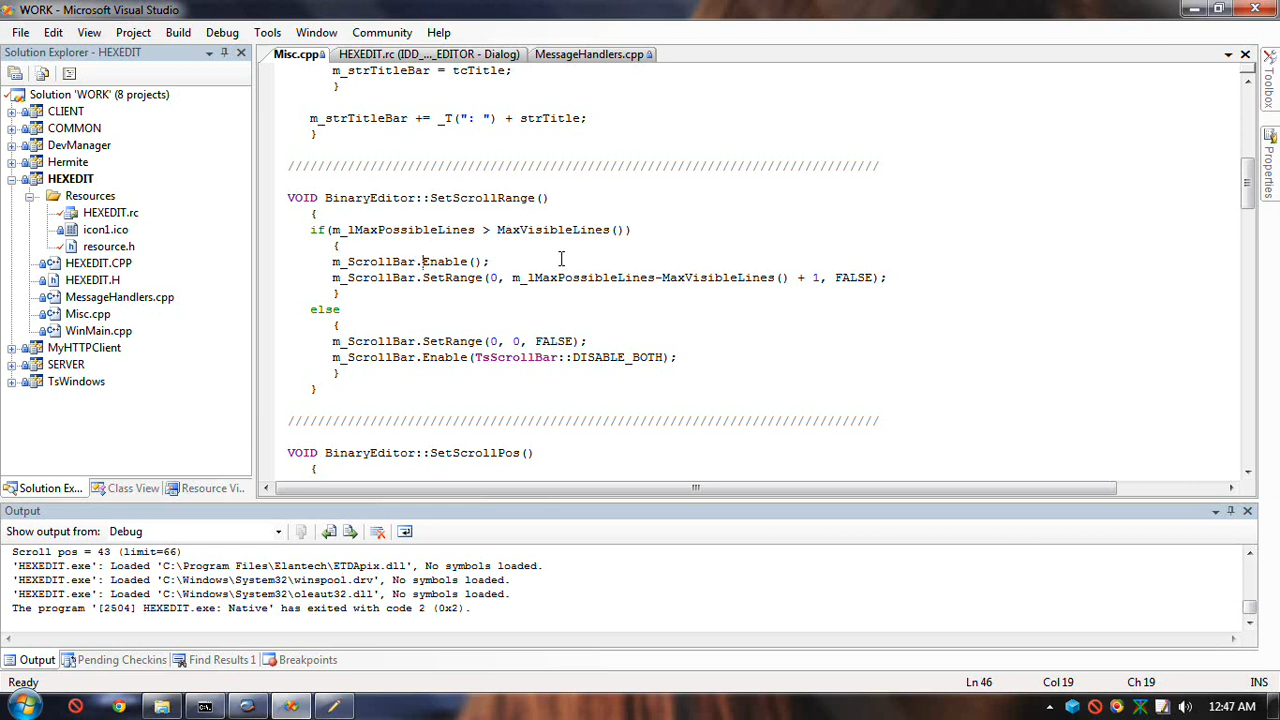 WORK - Microsoft Visual Studio
File Edit View Project Build Debug Tools Window Community Help
Solution Explorer - HEXEDIT
Solution 'WORK' (8 projects)
CLIENT
COMMON
DevManager
Hermite
HEXEDIT
Resources
HEXEDIT.rc
icon1.ico
resource.h
HEXEDIT.CPP
HEXEDIT.H
MessageHandlers.cpp
Misc.cpp
WinMain.cpp
MyHTTPClient
SERVER
TsWindows
Solution Ex... Class View Resource Vi...
Misc.cpp HEXEDIT.rc (IDD_..._EDITOR - Dialog) MessageHandlers.cpp
m_strTitleBar = tcTitle;
}
m_strTitleBar += _T(": ") + strTitle;
}
///////////////////////////////////////////////////////////////////////////////
VOID BinaryEditor::SetScrollRange()
{
if(m_lMaxPossibleLines > MaxVisibleLines())
{
m_ScrollBar.Enable();
m_ScrollBar.SetRange(0, m_lMaxPossibleLines-MaxVisibleLines() + 1, FALSE);
}
else
{
m_ScrollBar.SetRange(0, 0, FALSE);
m_ScrollBar.Enable(TsScrollBar::DISABLE_BOTH);
}
}
///////////////////////////////////////////////////////////////////////////////
VOID BinaryEditor::SetScrollPos()
{
Toolbox
Properties
Output
Show output from: Debug
Scroll pos = 43 (limit=66)
'HEXEDIT.exe': Loaded 'C:\Program Files\Elantech\ETDApix.dll', No symbols loaded.
'HEXEDIT.exe': Loaded 'C:\Windows\System32\winspool.drv', No symbols loaded.
'HEXEDIT.exe': Loaded 'C:\Windows\System32\oleaut32.dll', No symbols loaded.
The program '[2504] HEXEDIT.exe: Native' has exited with code 2 (0x2).
Output Pending Checkins Find Results 1 Breakpoints
Ready Ln 46 Col 19 Ch 19 INS
12:47 AM